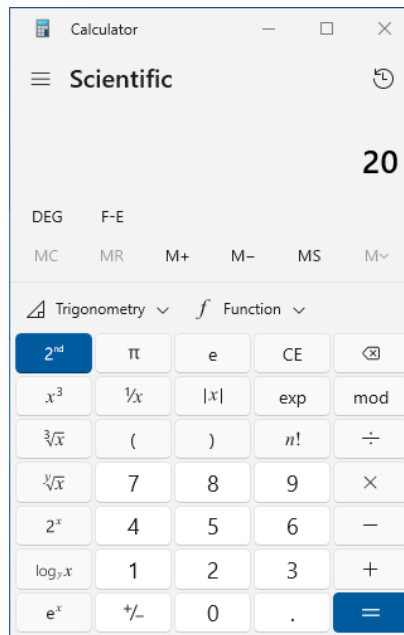 Calculator
Scientific
20
DEG F-E
MC MR M+ M− MS M˅
Trigonometry f Function
2ⁿᵈ π e CE
x³ ¹/x |x| exp mod
³√x ( ) n! ÷
ʸ√x 7 8 9 ×
2ˣ 4 5 6 −
logᵧx 1 2 3 +
eˣ +/− 0 . =